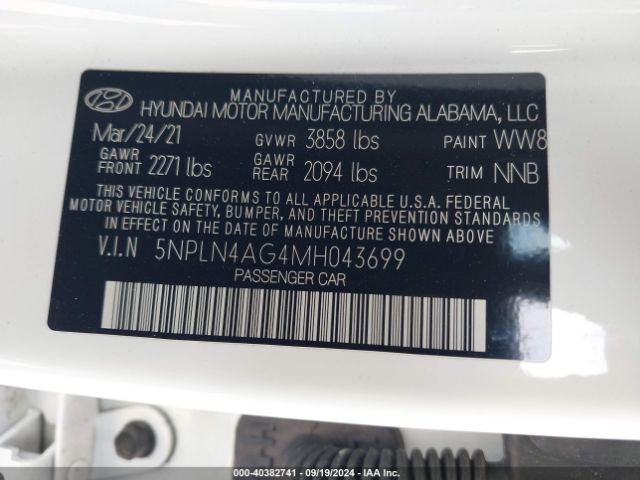 MANUFACTURED BY
HYUNDAI MOTOR MANUFACTURING ALABAMA, LLC
Mar/24/21 GVWR 3858 lbs PAINT WW8
GAWR FRONT 2271 lbs GAWR REAR 2094 lbs TRIM NNB
THIS VEHICLE CONFORMS TO ALL APPLICABLE U.S.A. FEDERAL
MOTOR VEHICLE SAFETY, BUMPER, AND THEFT PREVENTION STANDARDS
IN EFFECT ON THE DATE OF MANUFACTURE SHOWN ABOVE.
V.I.N 5NPLN4AG4MH043699
PASSENGER CAR
000-40382741 - 09/19/2024 - IAA Inc.